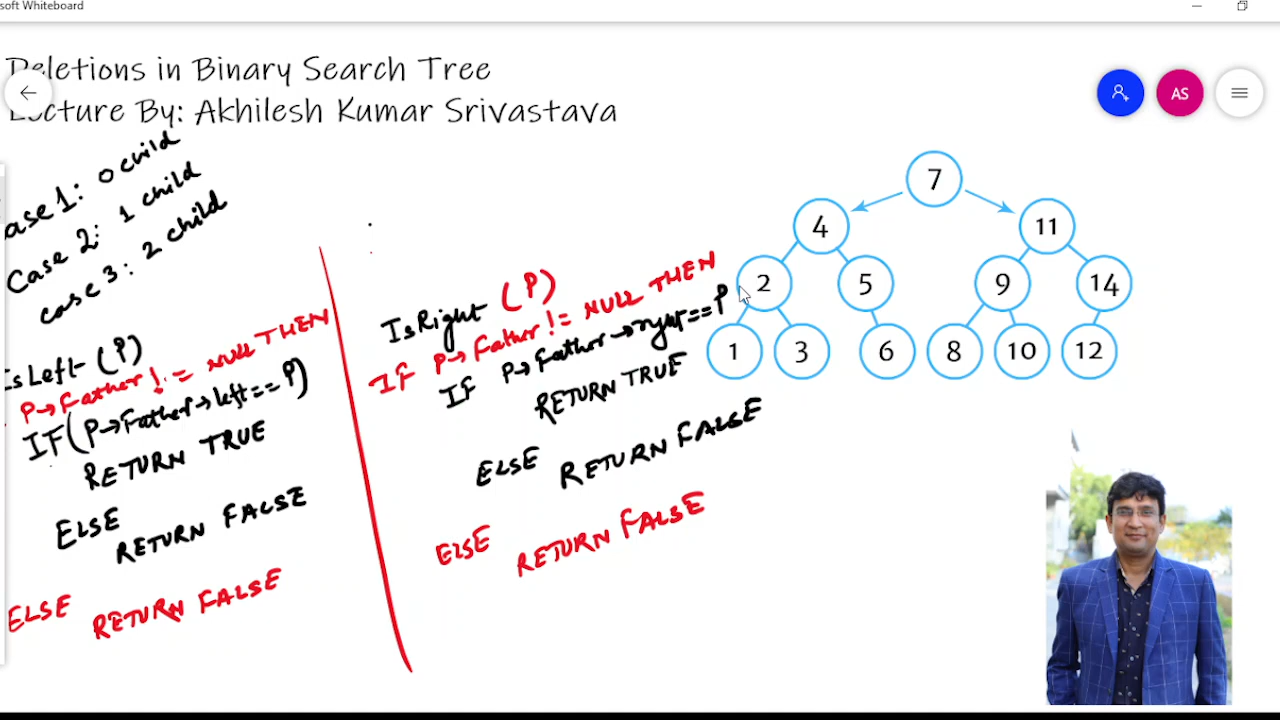 soft Whiteboard
Deletions in Binary Search Tree
Lecture By: Akhilesh Kumar Srivastava
AS
ase 1: 0 child
Case 2: 1 child
case 3: 2 child
IsLeft (P)
P→Father != NULL THEN
IF (P→Father→left == P)
RETURN TRUE
ELSE
RETURN FALSE
ELSE
RETURN FALSE
IsRight (P)
IF P→Father != NULL THEN
IF P→Father→right == P
RETURN TRUE
ELSE RETURN FALSE
ELSE RETURN FALSE
7
4 11
2 5 9 14
1 3 6 8 10 12